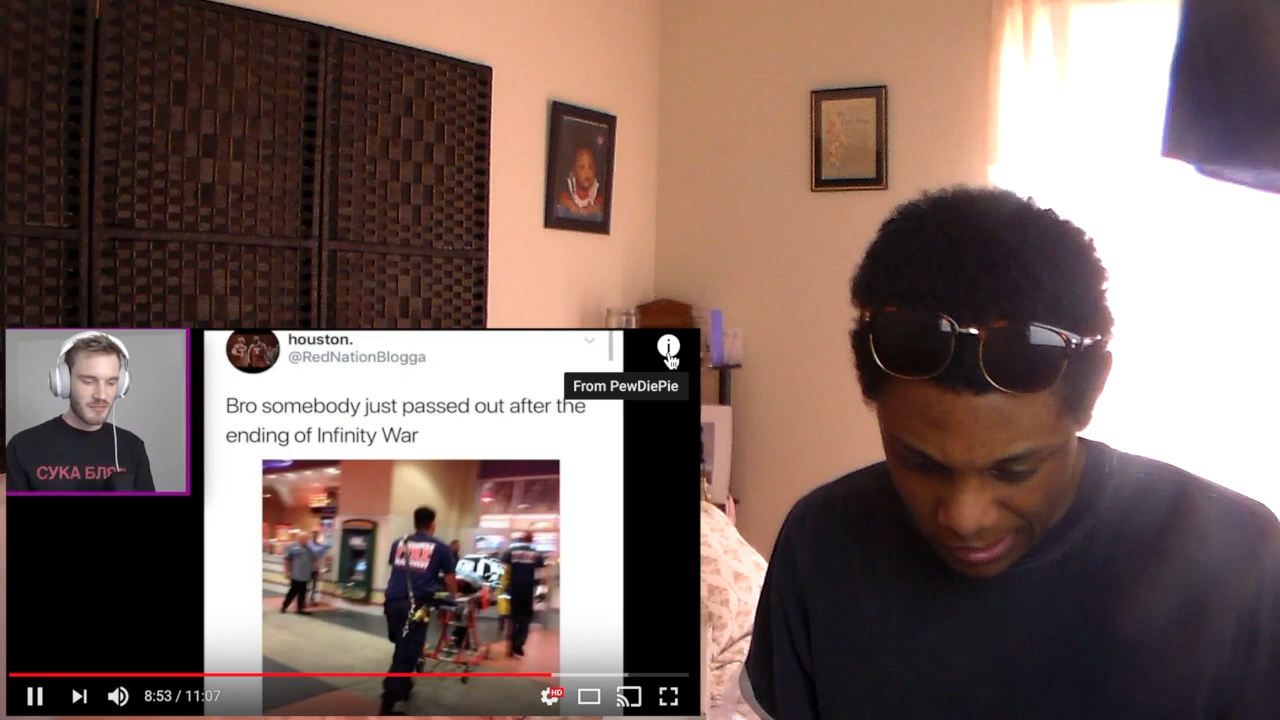 houston.
@RedNationBlogga
From PewDiePie
Bro somebody just passed out after the
ending of Infinity War
СУКА БЛЯ
8:53 / 11:07
HD